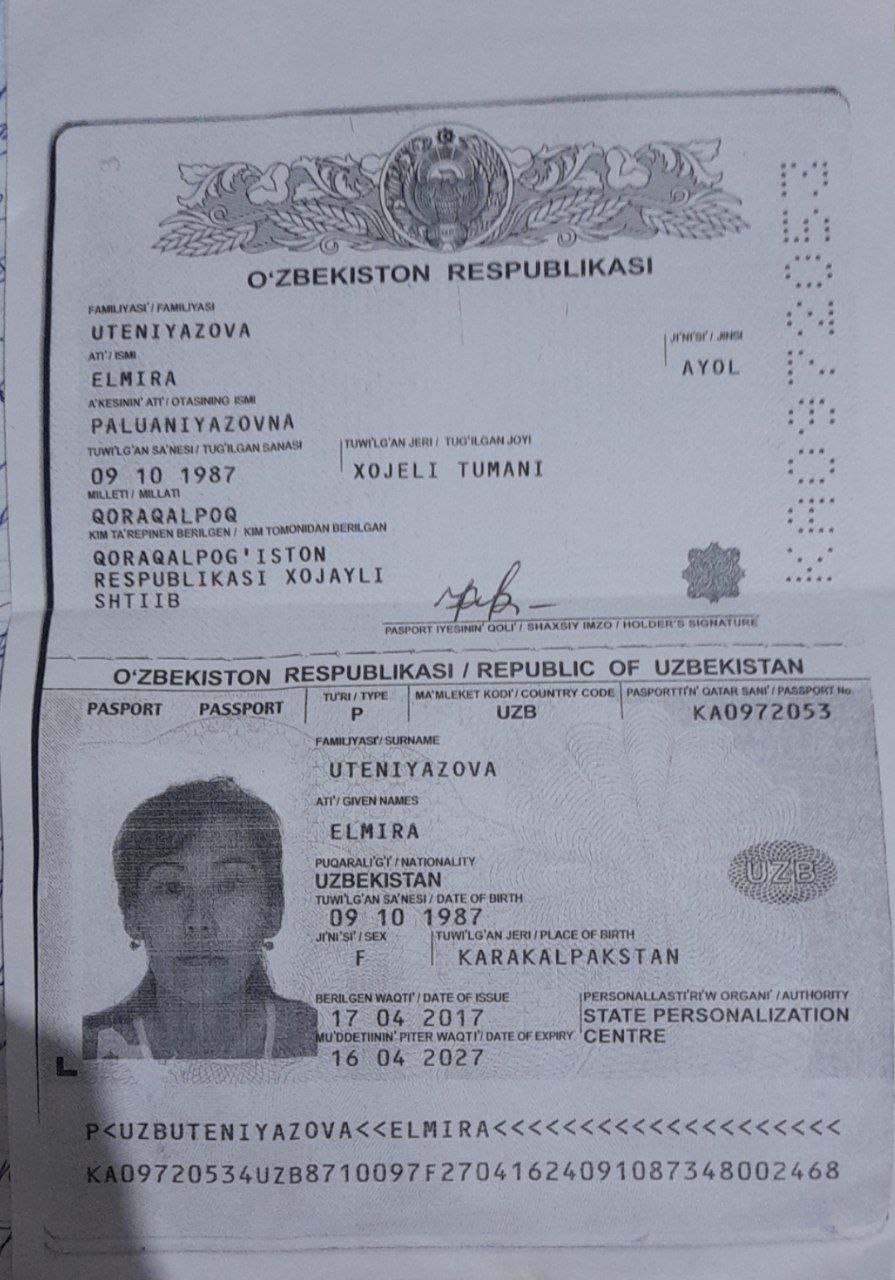 O‘ZBEKISTON RESPUBLIKASI
FAMILIYASI' / FAMILIYASI
UTENIYAZOVA
ATI' / ISMI
JI'NI'SI' / JINSI
ELMIRA
AYOL
A'KESININ' ATI' / OTASINING ISMI
PALUANIYAZOVNA
TUWI'LG'AN SA'NESI / TUG'ILGAN SANASI
TUWI'LG'AN JERI / TUG'ILGAN JOYI
09 10 1987
XOJELI TUMANI
MILLETI / MILLATI
QORAQALPOQ
KIM TA'REPINEN BERILGEN / KIM TOMONIDAN BERILGAN
QORAQALPOG'ISTON
RESPUBLIKASI XOJAYLI
SHTIIB
PASPORT IYESININ' QOLI' / SHAXSIY IMZO / HOLDER'S SIGNATURE
O‘ZBEKISTON RESPUBLIKASI / REPUBLIC OF UZBEKISTAN
PASPORT PASSPORT
TU'RI / TYPE
MA'MLEKET KODI' / COUNTRY CODE
PASPORTTI'N' QATAR SANI' / PASSPORT No.
P
UZB
KA0972053
FAMILIYASI' / SURNAME
UTENIYAZOVA
ATI' / GIVEN NAMES
ELMIRA
PUQARALI'G'I' / NATIONALITY
UZBEKISTAN
UZB
TUWI'LG'AN SA'NESI / DATE OF BIRTH
09 10 1987
JI'NI'SI' / SEX
TUWI'LG'AN JERI / PLACE OF BIRTH
F
KARAKALPAKSTAN
BERILGEN WAQTI' / DATE OF ISSUE
PERSONALLASTI'RI'W ORGANI' / AUTHORITY
17 04 2017
STATE PERSONALIZATION
MU'DDETIININ' PITER WAQTI' / DATE OF EXPIRY
CENTRE
16 04 2027
P<UZBUTENIYAZOVA<<ELMIRA<<<<<<<<<<<<<<<<<<<<
KA09720534UZB8710097F27041624091087348002468